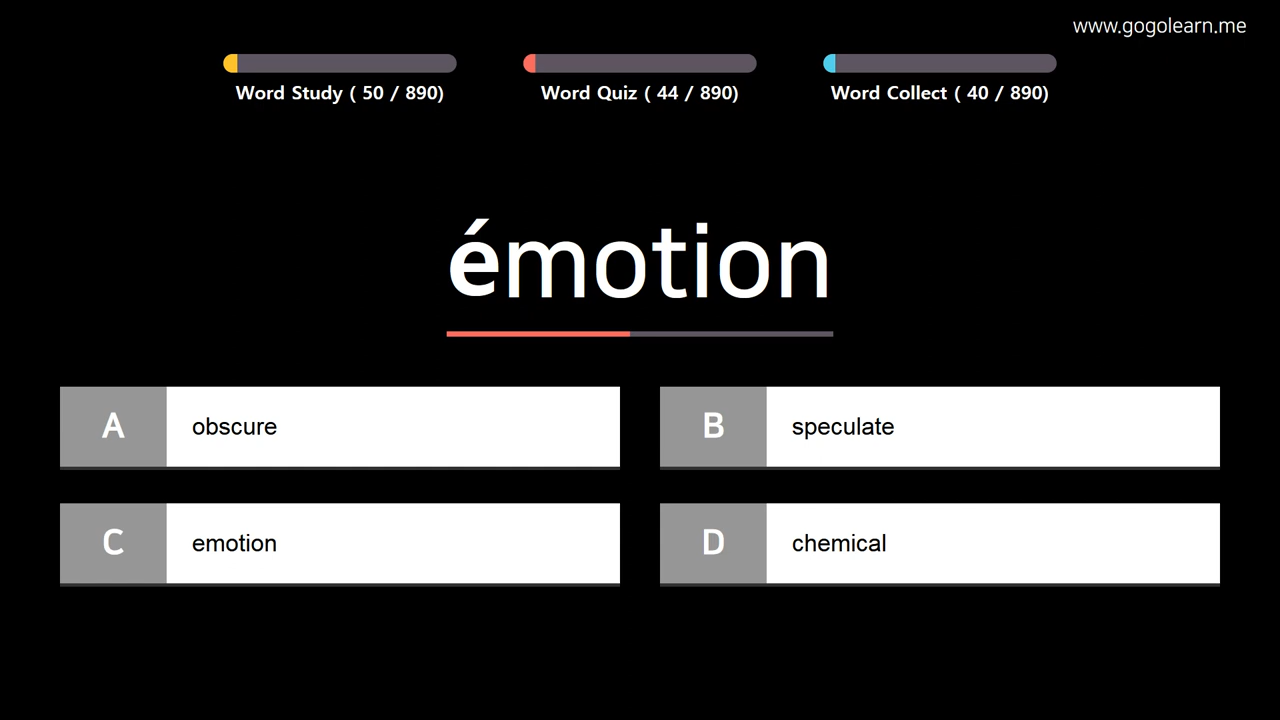 www.gogolearn.me
Word Study ( 50 / 890)
Word Quiz ( 44 / 890)
Word Collect ( 40 / 890)
émotion
A obscure
B speculate
C emotion
D chemical